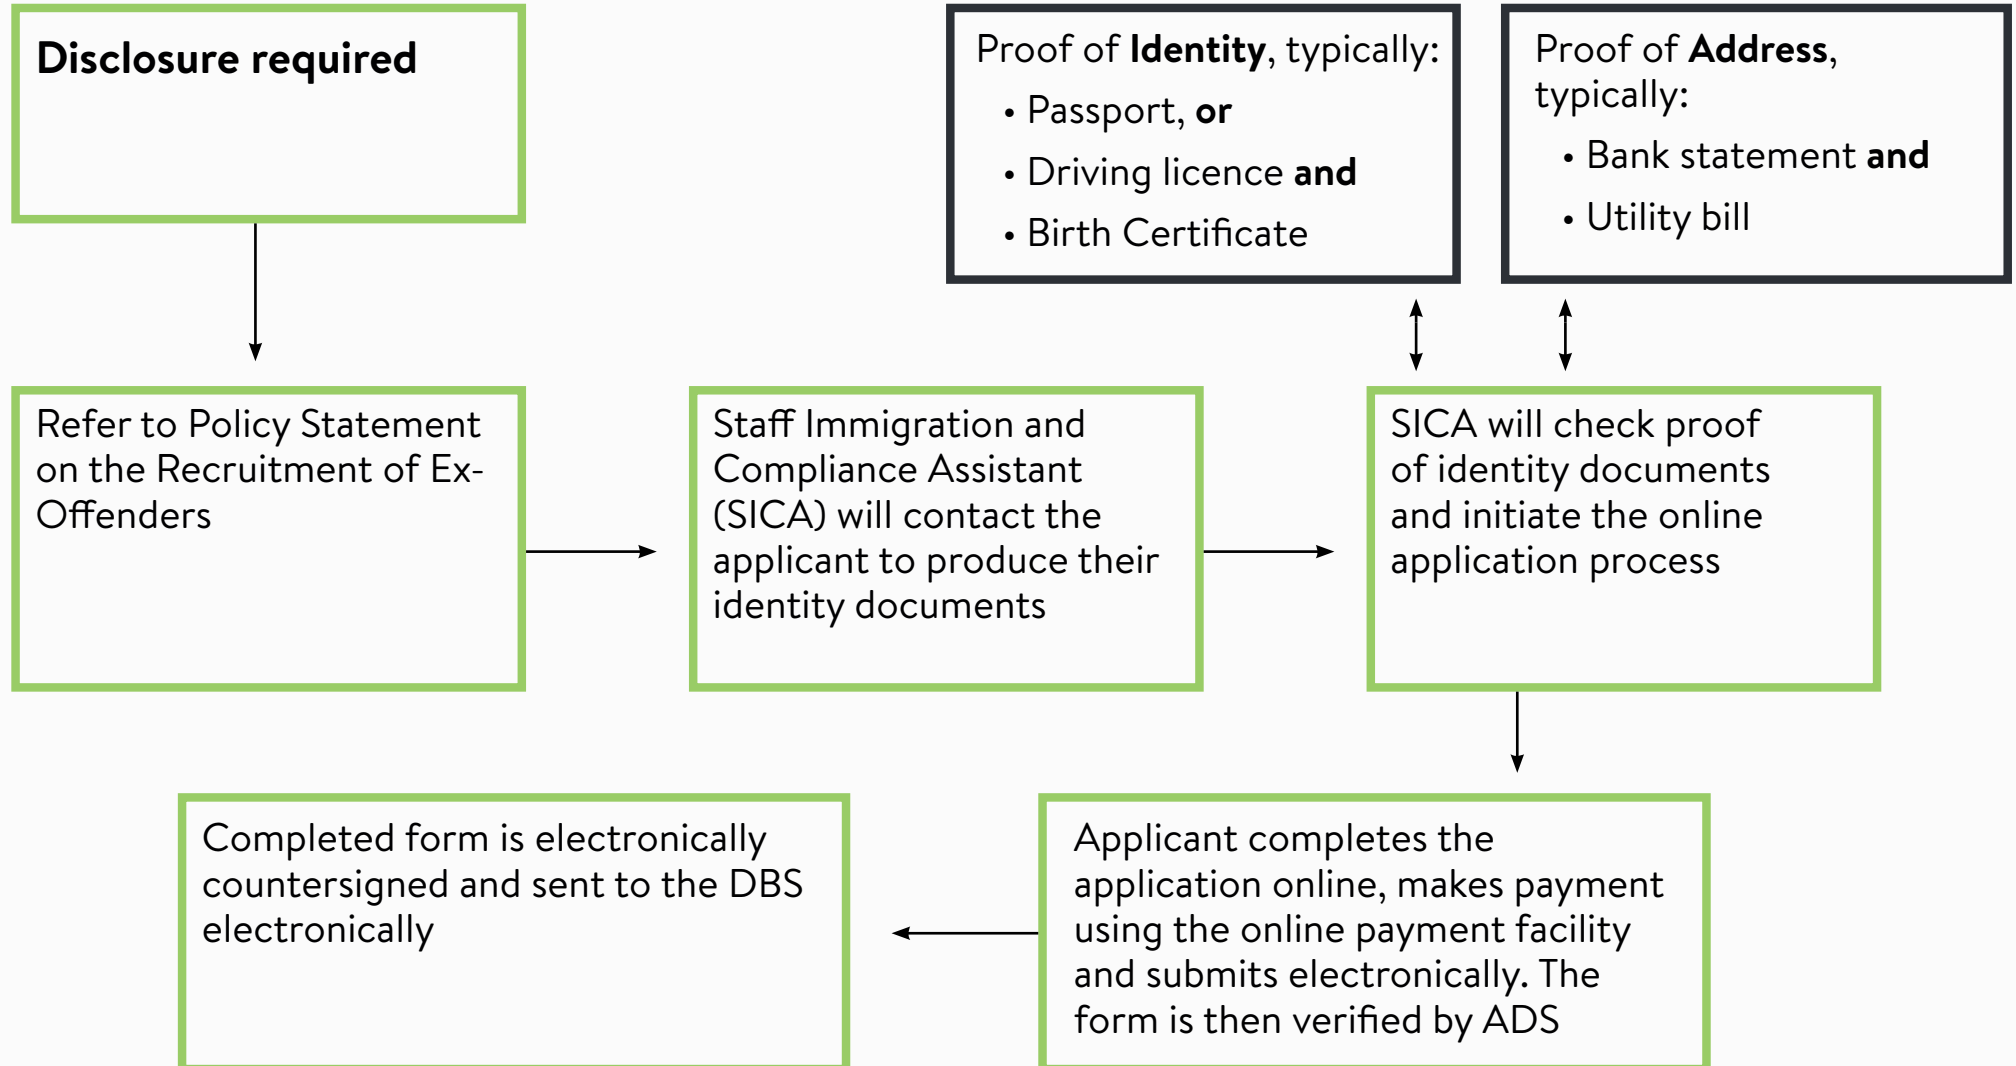 Disclosure required
Proof of Identity, typically:
• Passport, or
• Driving licence and
• Birth Certificate
Proof of Address,
typically:
• Bank statement and
• Utility bill
Refer to Policy Statement
on the Recruitment of Ex-
Offenders
Staff Immigration and
Compliance Assistant
(SICA) will contact the
applicant to produce their
identity documents
SICA will check proof
of identity documents
and initiate the online
application process
Applicant completes the
application online, makes payment
using the online payment facility
and submits electronically. The
form is then verified by ADS
Completed form is electronically
countersigned and sent to the DBS
electronically